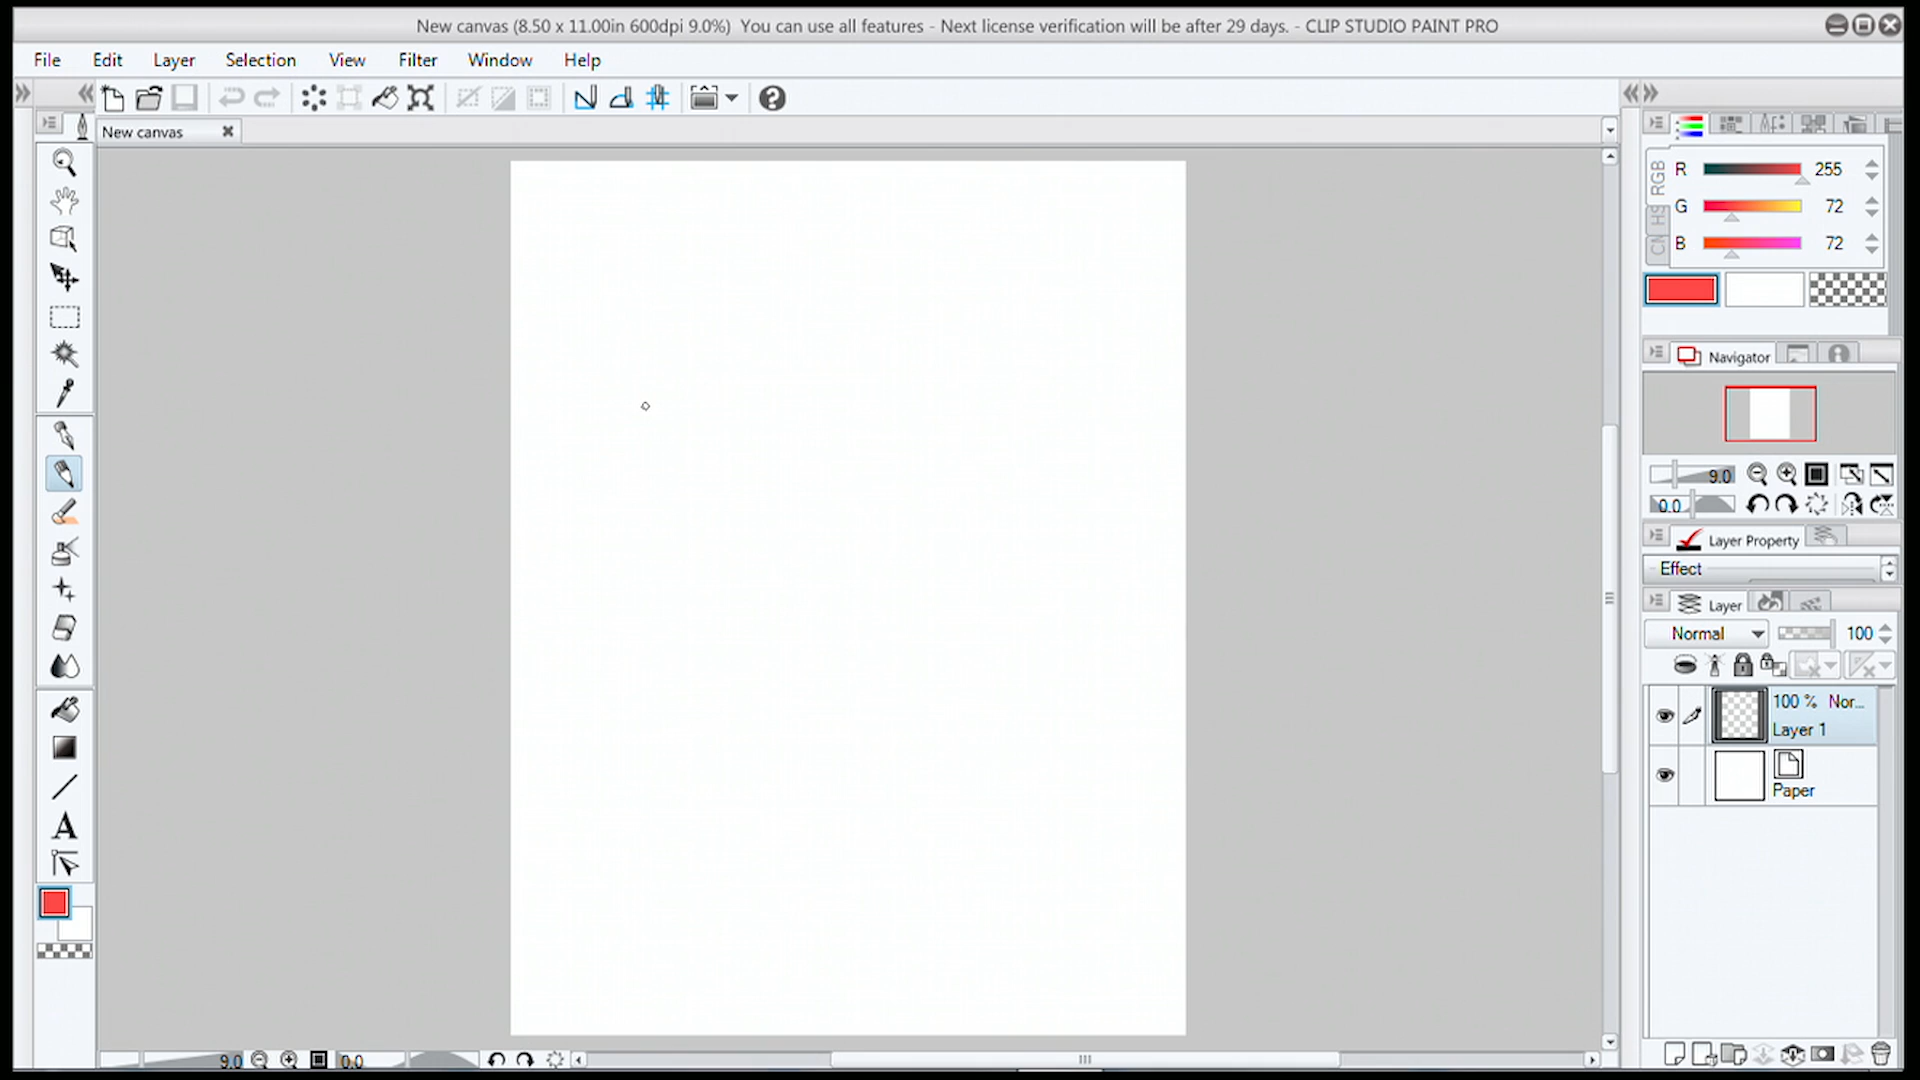 New canvas (8.50 x 11.00in 600dpi 9.0%)  You can use all features - Next license verification will be after 29 days. - CLIP STUDIO PAINT PRO
File Edit Layer Selection View Filter Window Help
New canvas
RGB
R 255
G 72
B 72
Navigator
9.0
0.0
Layer Property
Effect
Layer
Normal 100
100 % Nor...
Layer 1
Paper
A
9.0 0.0